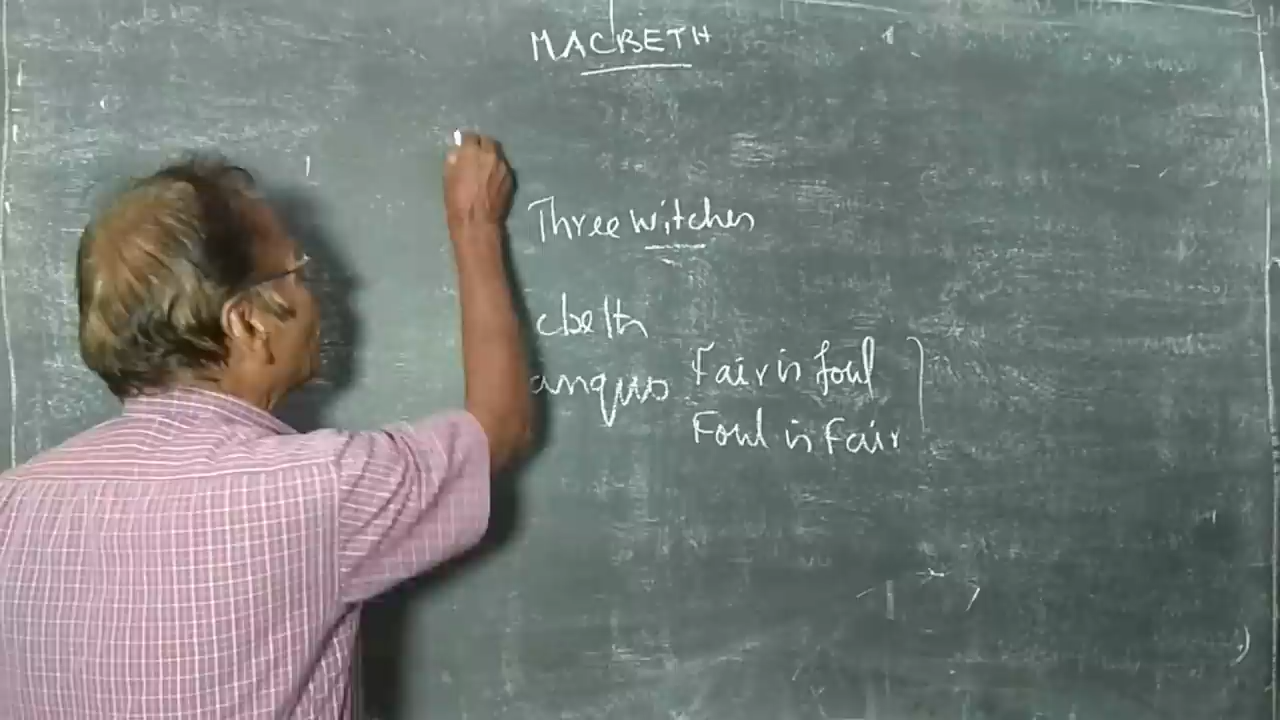 MACBETH
Three witches
cbeth
anquo Fair is foul
Foul is Fair